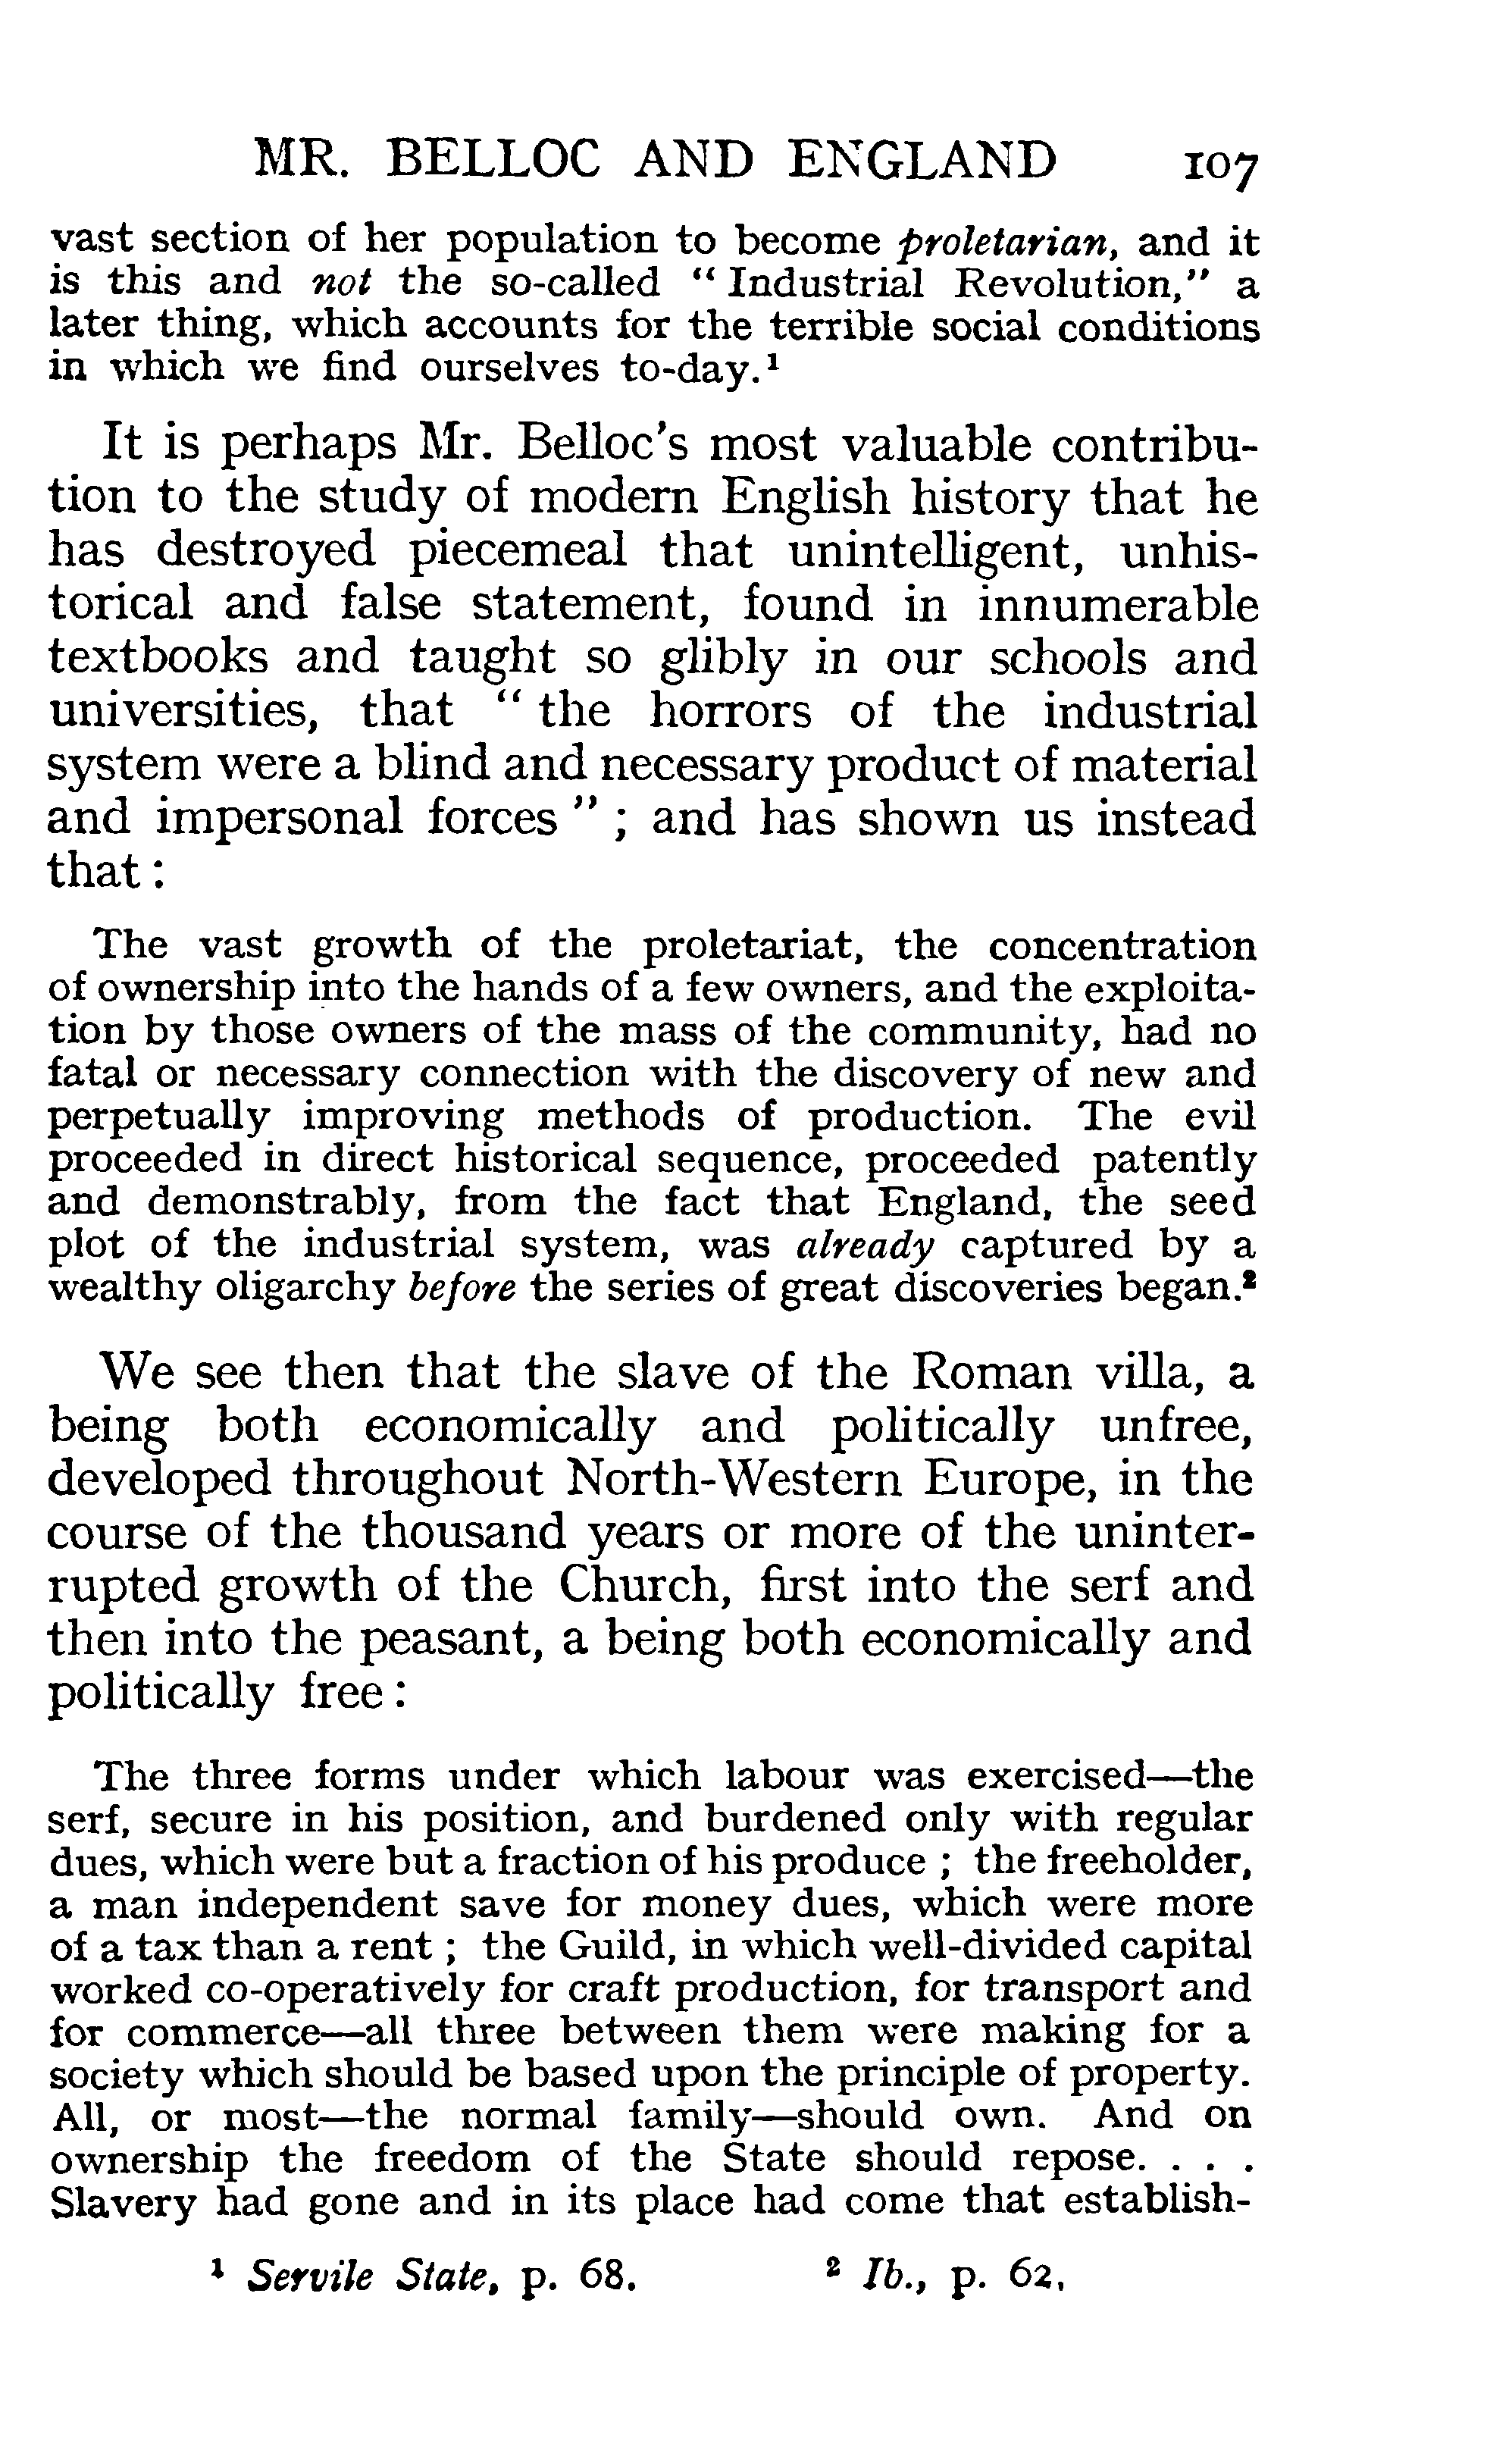 MR. BELLOC AND ENGLAND 107
vast section of her population to become proletarian, and it
is this and not the so-called “ Industrial Revolution,” a
later thing, which accounts for the terrible social conditions
in which we find ourselves to-day.¹
It is perhaps Mr. Belloc’s most valuable contribu-
tion to the study of modern English history that he
has destroyed piecemeal that unintelligent, unhis-
torical and false statement, found in innumerable
textbooks and taught so glibly in our schools and
universities, that “ the horrors of the industrial
system were a blind and necessary product of material
and impersonal forces ” ; and has shown us instead
that :
The vast growth of the proletariat, the concentration
of ownership into the hands of a few owners, and the exploita-
tion by those owners of the mass of the community, had no
fatal or necessary connection with the discovery of new and
perpetually improving methods of production. The evil
proceeded in direct historical sequence, proceeded patently
and demonstrably, from the fact that England, the seed
plot of the industrial system, was already captured by a
wealthy oligarchy before the series of great discoveries began.²
We see then that the slave of the Roman villa, a
being both economically and politically unfree,
developed throughout North-Western Europe, in the
course of the thousand years or more of the uninter-
rupted growth of the Church, first into the serf and
then into the peasant, a being both economically and
politically free :
The three forms under which labour was exercised—the
serf, secure in his position, and burdened only with regular
dues, which were but a fraction of his produce ; the freeholder,
a man independent save for money dues, which were more
of a tax than a rent ; the Guild, in which well-divided capital
worked co-operatively for craft production, for transport and
for commerce—all three between them were making for a
society which should be based upon the principle of property.
All, or most—the normal family—should own. And on
ownership the freedom of the State should repose. . . .
Slavery had gone and in its place had come that establish-
¹ Servile State, p. 68. ² Ib., p. 62.